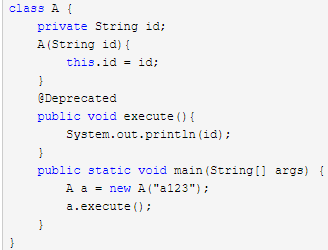 class A {
    private String id;
    A(String id){
        this.id = id;
    }
    @Deprecated
    public void execute(){
        System.out.println(id);
    }
    public static void main(String[] args) {
        A a = new A("a123");
        a.execute();
    }
}